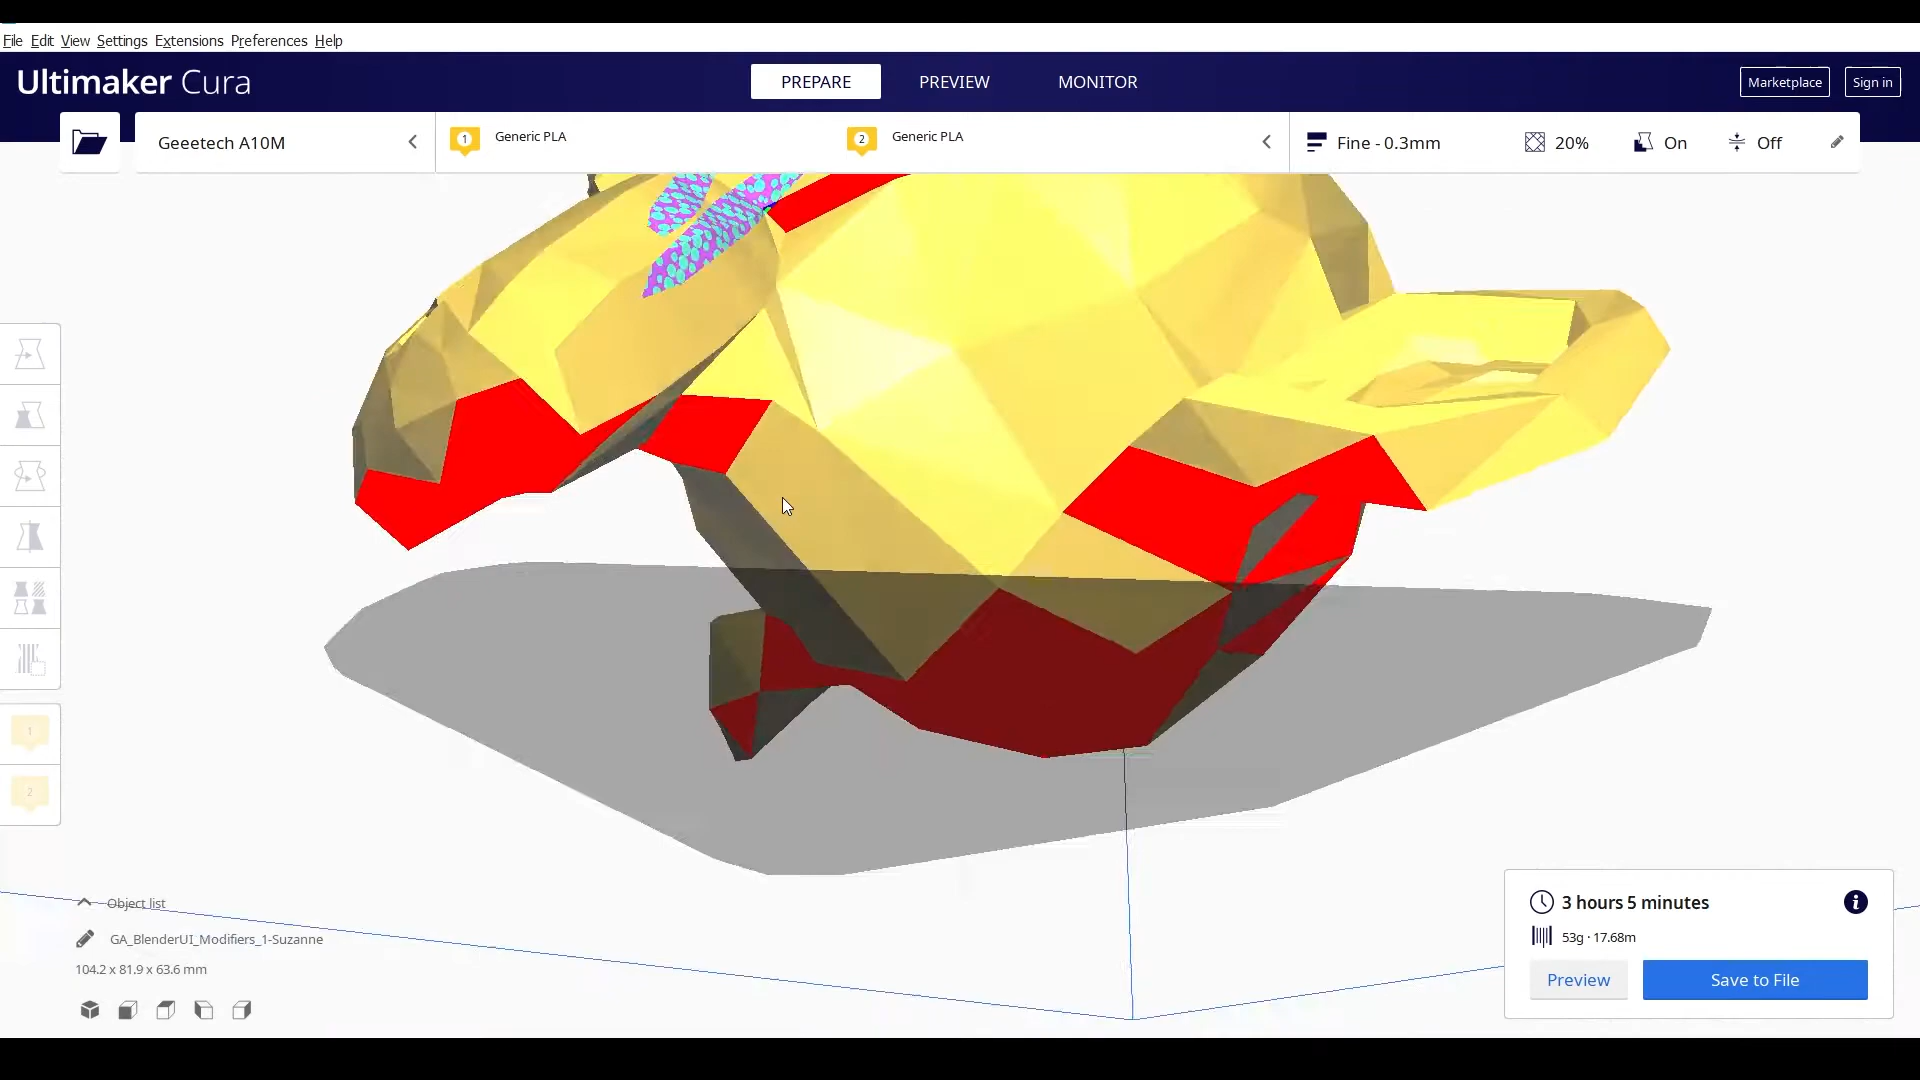 File Edit View Settings Extensions Preferences Help
Ultimaker Cura
PREPARE
PREVIEW
MONITOR
Marketplace
Sign in
Geeetech A10M
1
Generic PLA
2
Generic PLA
Fine - 0.3mm
20%
On
Off
1
2
Object list
GA_BlenderUI_Modifiers_1-Suzanne
104.2 x 81.9 x 63.6 mm
3 hours 5 minutes
53g · 17.68m
Preview
Save to File